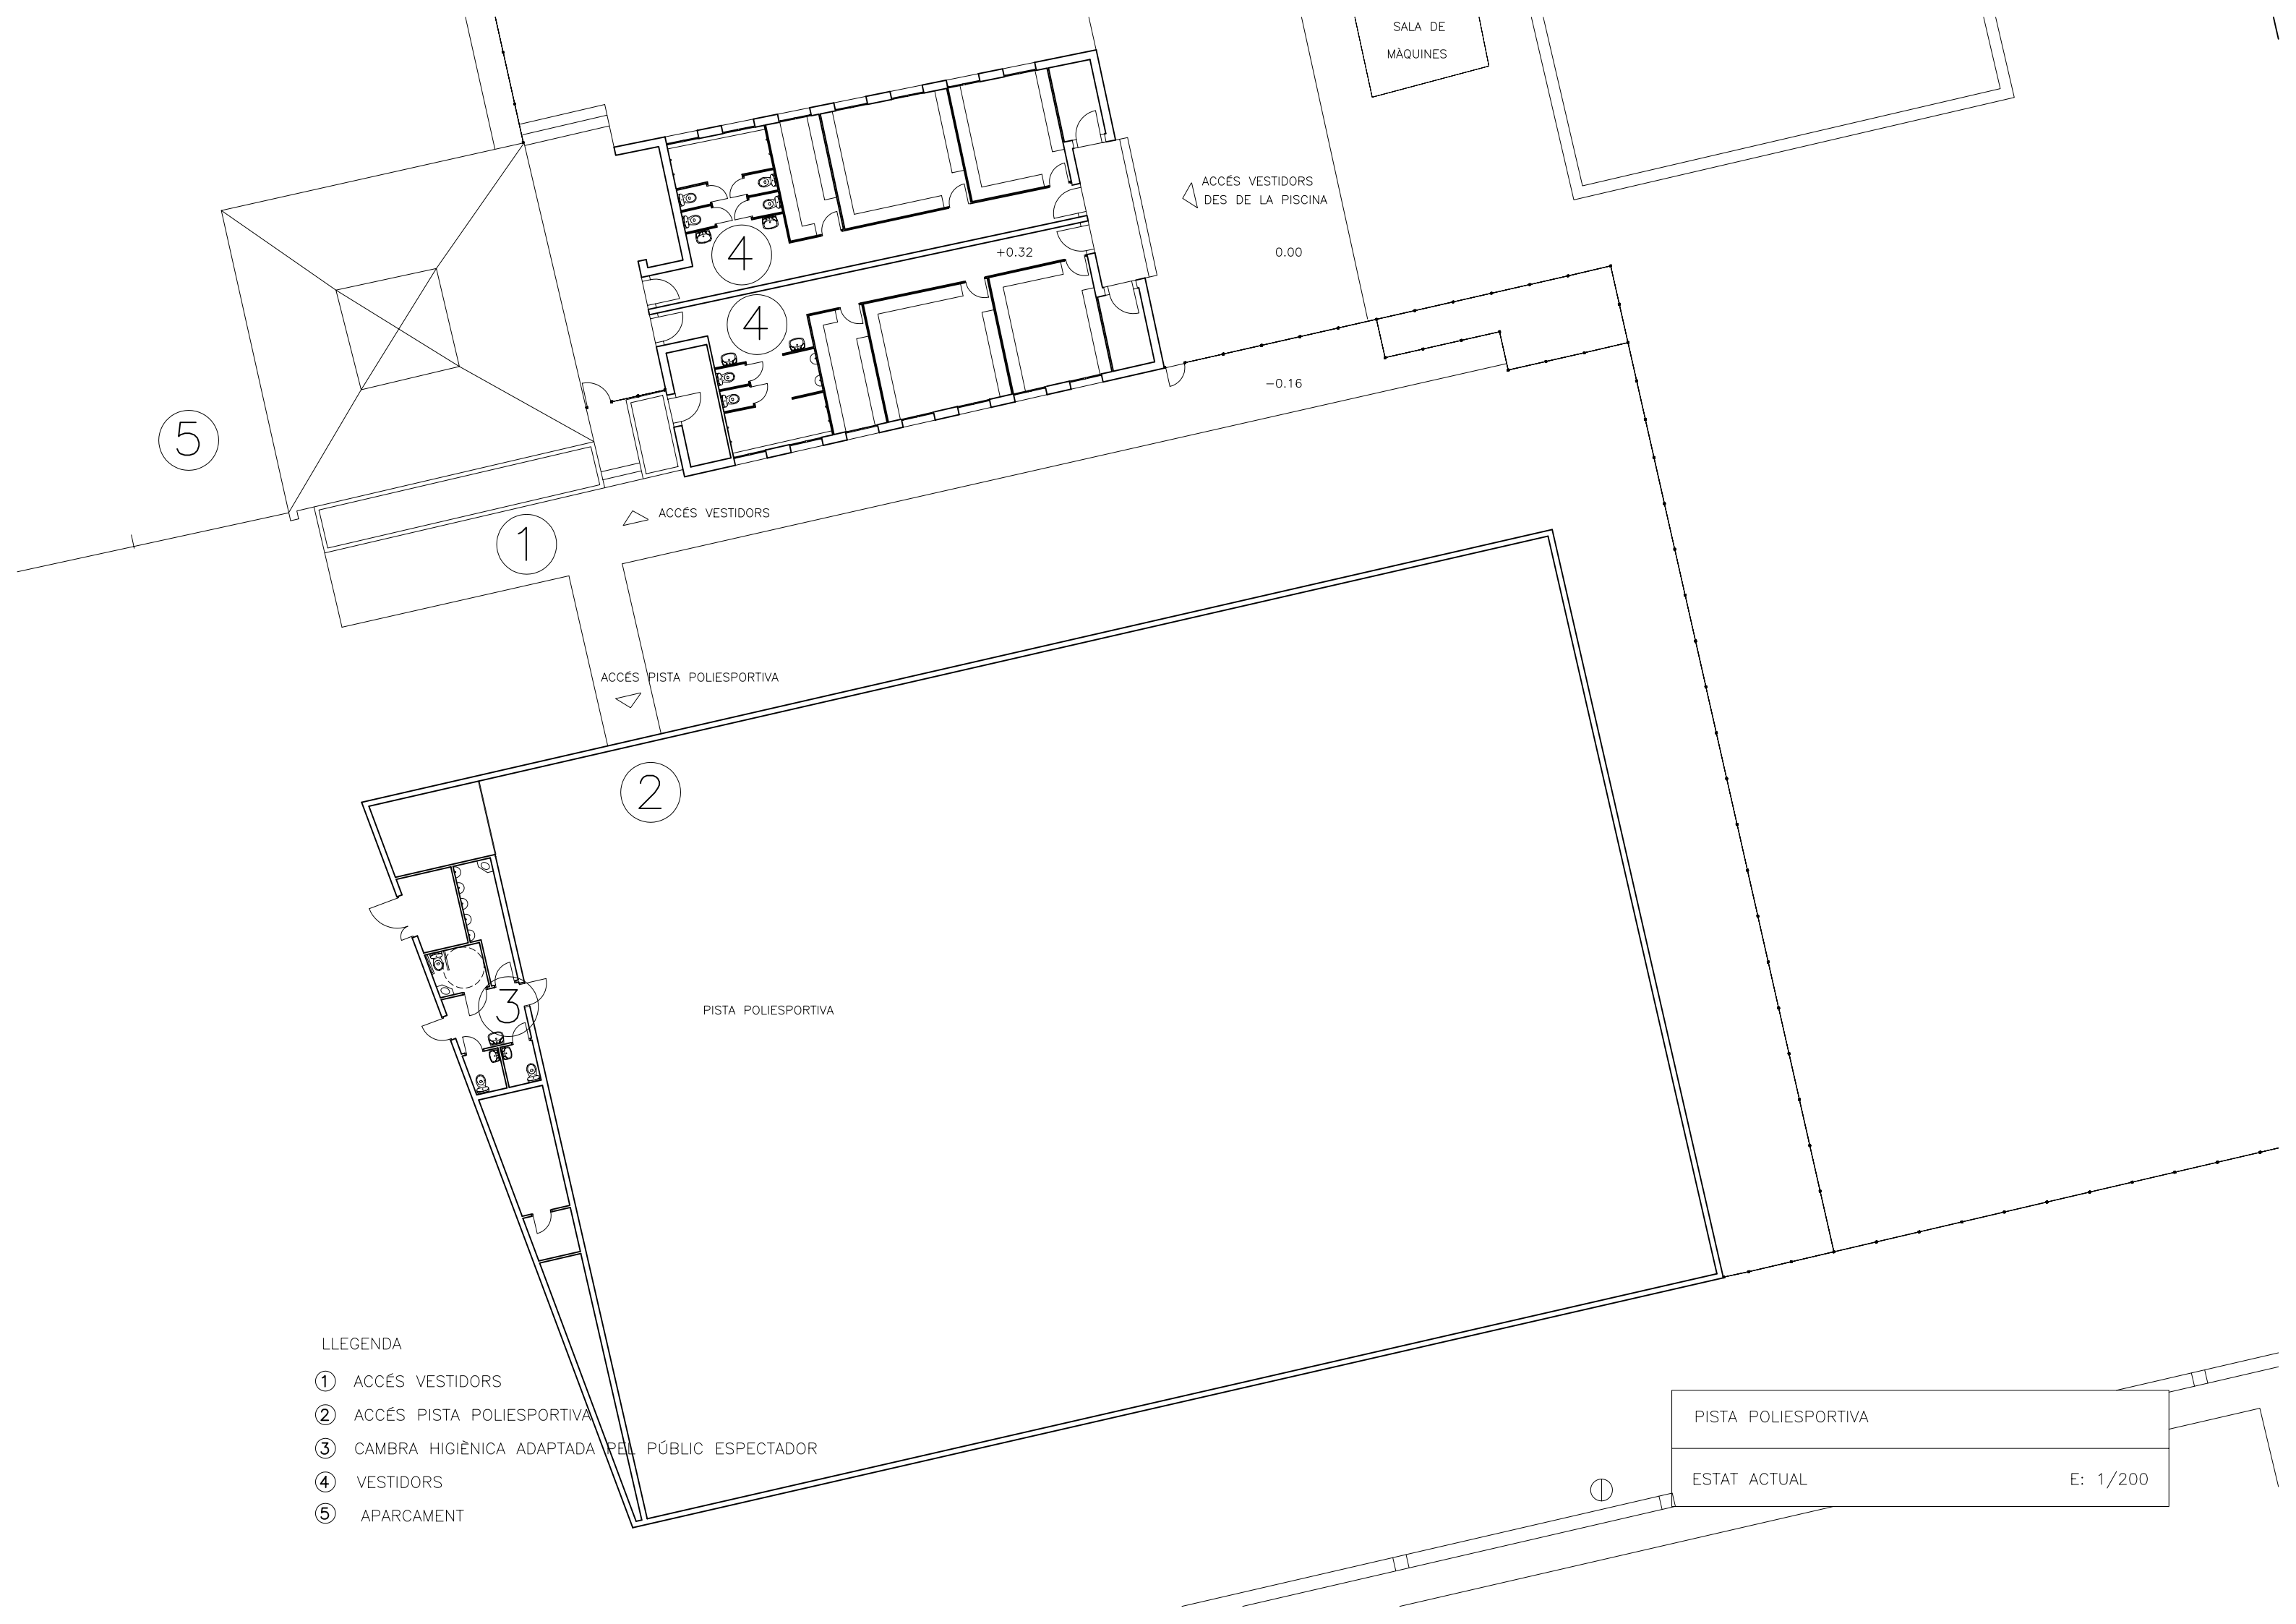 SALA DE
MÀQUINES
ACCÉS VESTIDORS
DES DE LA PISCINA
4
+0.32
0.00
4
-0.16
5
ACCÉS VESTIDORS
1
ACCÉS PISTA POLIESPORTIVA
2
3
PISTA POLIESPORTIVA
LLEGENDA
1 ACCÉS VESTIDORS
2 ACCÉS PISTA POLIESPORTIVA
3 CAMBRA HIGIÈNICA ADAPTADA PEL PÚBLIC ESPECTADOR
4 VESTIDORS
5 APARCAMENT
PISTA POLIESPORTIVA
ESTAT ACTUAL E: 1/200